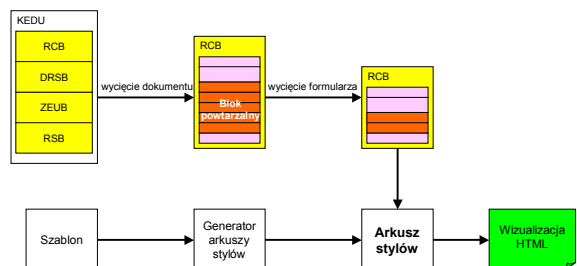 KEDU
RCB
DRSB
ZEUB
RSB
wycięcie dokumentu
RCB
Blok
powtarzalny
wycięcie formularza
RCB
Szablon
Generator
arkuszy
stylów
Arkusz
stylów
Wizualizacja
HTML